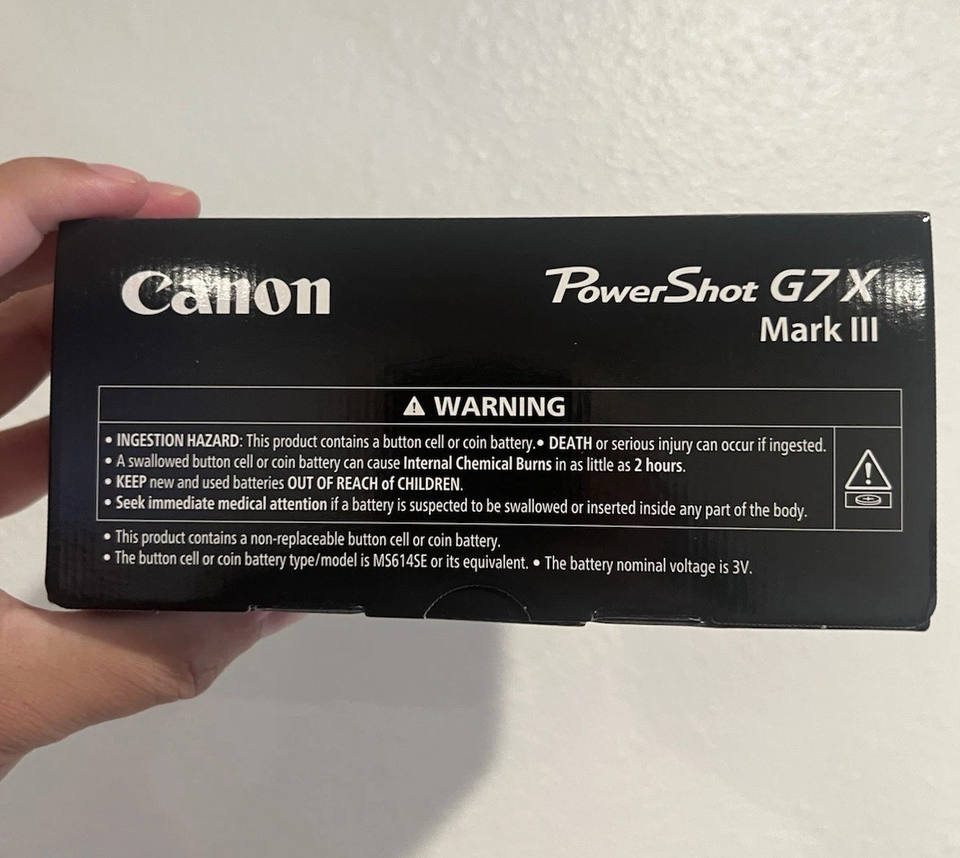 Canon
PowerShot G7 X
Mark III
⚠ WARNING
• INGESTION HAZARD: This product contains a button cell or coin battery.• DEATH or serious injury can occur if ingested.
• A swallowed button cell or coin battery can cause Internal Chemical Burns in as little as 2 hours.
• KEEP new and used batteries OUT OF REACH of CHILDREN.
• Seek immediate medical attention if a battery is suspected to be swallowed or inserted inside any part of the body.
• This product contains a non-replaceable button cell or coin battery.
• The button cell or coin battery type/model is MS614SE or its equivalent. • The battery nominal voltage is 3V.